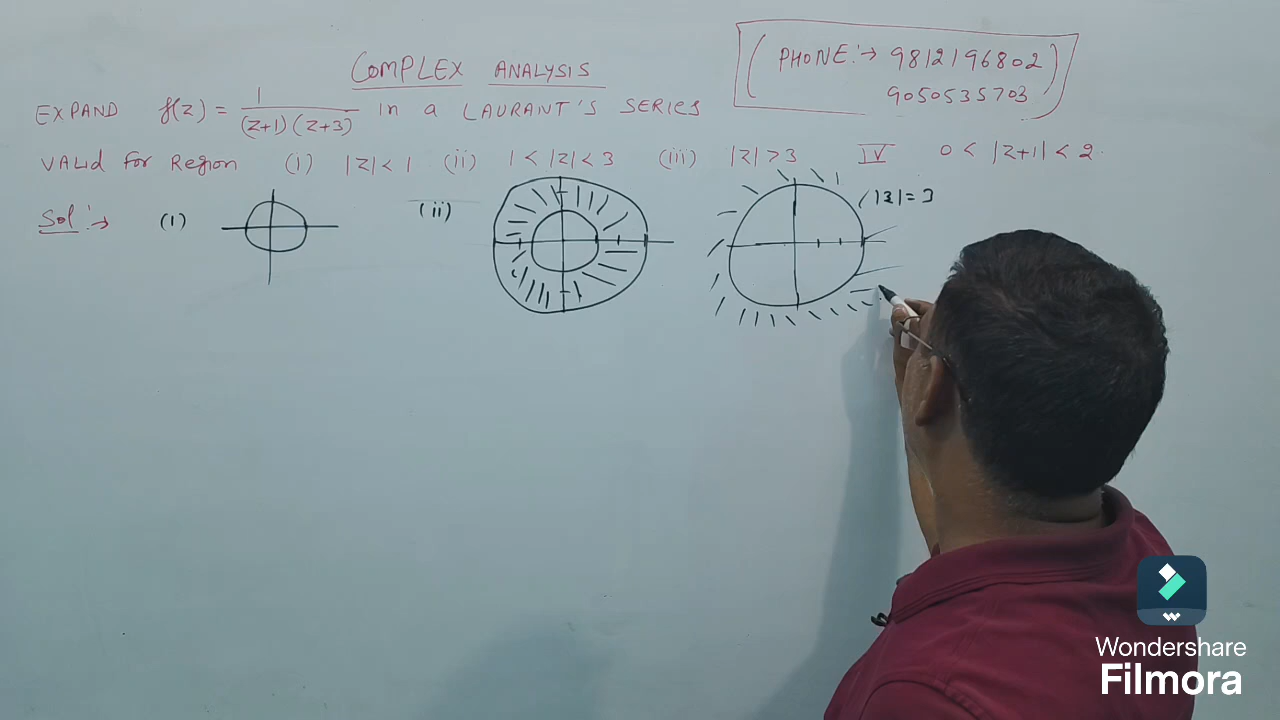 COMPLEX ANALYSIS
( PHONE:→ 9812196802 )
9050535703
EXPAND f(z) = 1/((z+1)(z+3)) in a LAURANT'S SERIES
VALid for Region (i) |z| < 1 (ii) 1 < |z| < 3 (iii) |z| > 3 IV 0 < |z+1| < 2
Sol:→ (1) (ii) |z| = 3
Wondershare
Filmora